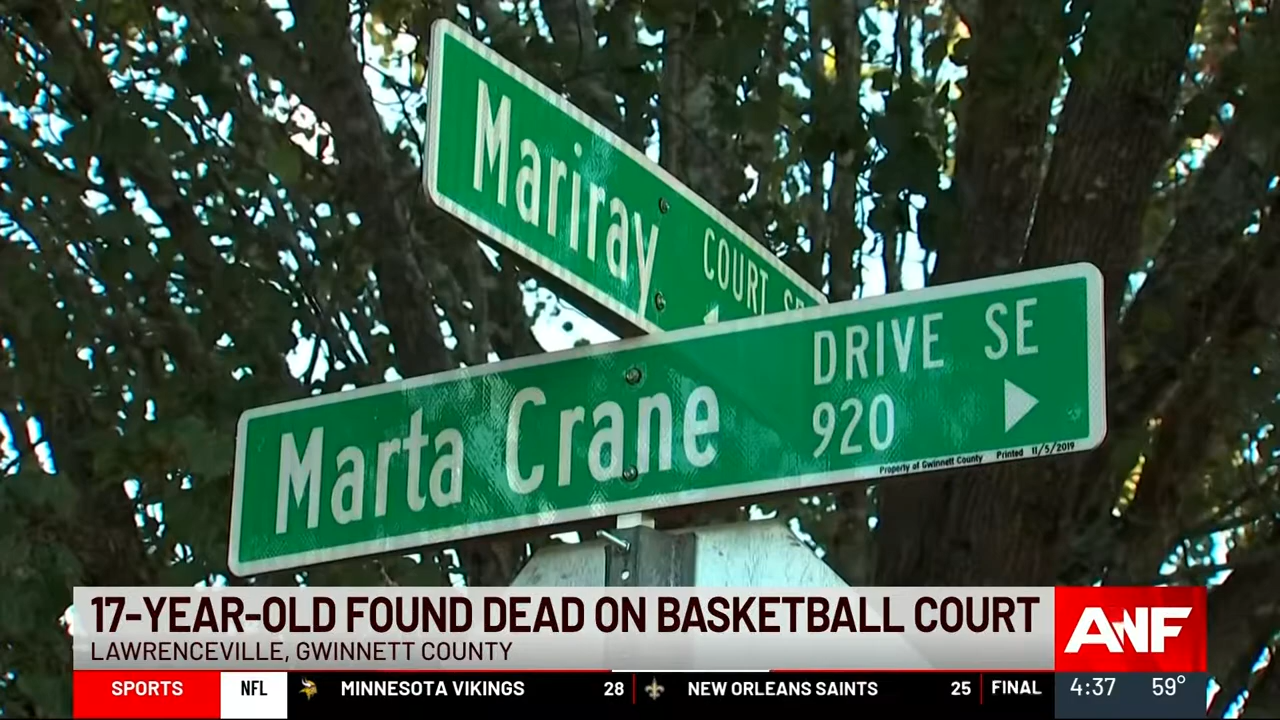 Mariray COURT SE
Marta Crane DRIVE SE
920
Property of Gwinnett County Printed 11/5/2019
17-YEAR-OLD FOUND DEAD ON BASKETBALL COURT
LAWRENCEVILLE, GWINNETT COUNTY
ANF
SPORTS NFL MINNESOTA VIKINGS 28 NEW ORLEANS SAINTS 25 FINAL 4:37 59°